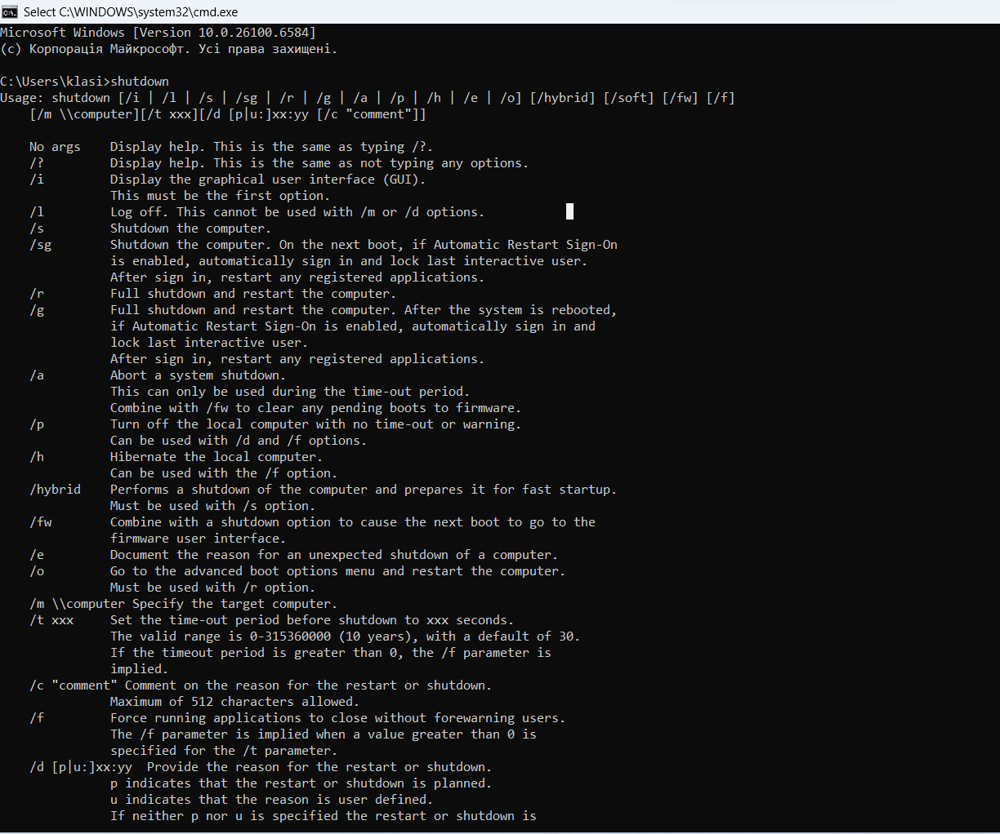 Select C:\WINDOWS\system32\cmd.exe
Microsoft Windows [Version 10.0.26100.6584]
(c) Корпорація Майкрософт. Усі права захищені.
C:\Users\klasi>shutdown
Usage: shutdown [/i | /l | /s | /sg | /r | /g | /a | /p | /h | /e | /o] [/hybrid] [/soft] [/fw] [/f]
    [/m \\computer][/t xxx][/d [p|u:]xx:yy [/c "comment"]]
    No args    Display help. This is the same as typing /?.
    /?         Display help. This is the same as not typing any options.
    /i         Display the graphical user interface (GUI).
               This must be the first option.
    /l         Log off. This cannot be used with /m or /d options.
    /s         Shutdown the computer.
    /sg        Shutdown the computer. On the next boot, if Automatic Restart Sign-On
               is enabled, automatically sign in and lock last interactive user.
               After sign in, restart any registered applications.
    /r         Full shutdown and restart the computer.
    /g         Full shutdown and restart the computer. After the system is rebooted,
               if Automatic Restart Sign-On is enabled, automatically sign in and
               lock last interactive user.
               After sign in, restart any registered applications.
    /a         Abort a system shutdown.
               This can only be used during the time-out period.
               Combine with /fw to clear any pending boots to firmware.
    /p         Turn off the local computer with no time-out or warning.
               Can be used with /d and /f options.
    /h         Hibernate the local computer.
               Can be used with the /f option.
    /hybrid    Performs a shutdown of the computer and prepares it for fast startup.
               Must be used with /s option.
    /fw        Combine with a shutdown option to cause the next boot to go to the
               firmware user interface.
    /e         Document the reason for an unexpected shutdown of a computer.
    /o         Go to the advanced boot options menu and restart the computer.
               Must be used with /r option.
    /m \\computer Specify the target computer.
    /t xxx     Set the time-out period before shutdown to xxx seconds.
               The valid range is 0-315360000 (10 years), with a default of 30.
               If the timeout period is greater than 0, the /f parameter is
               implied.
    /c "comment" Comment on the reason for the restart or shutdown.
               Maximum of 512 characters allowed.
    /f         Force running applications to close without forewarning users.
               The /f parameter is implied when a value greater than 0 is
               specified for the /t parameter.
    /d [p|u:]xx:yy  Provide the reason for the restart or shutdown.
               p indicates that the restart or shutdown is planned.
               u indicates that the reason is user defined.
               If neither p nor u is specified the restart or shutdown is